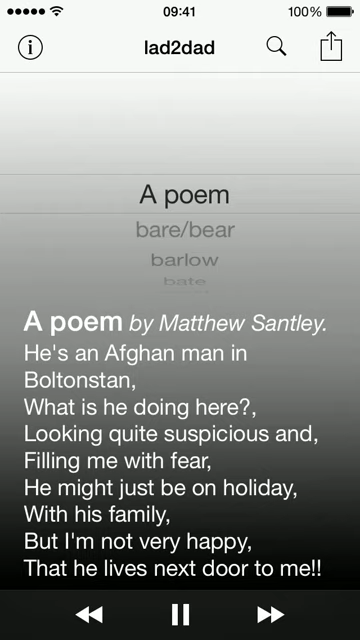 09:41
100%
lad2dad
A poem
bare/bear
barlow
bate
A poem by Matthew Santley.
He's an Afghan man in
Boltonstan,
What is he doing here?,
Looking quite suspicious and,
Filling me with fear,
He might just be on holiday,
With his family,
But I'm not very happy,
That he lives next door to me!!